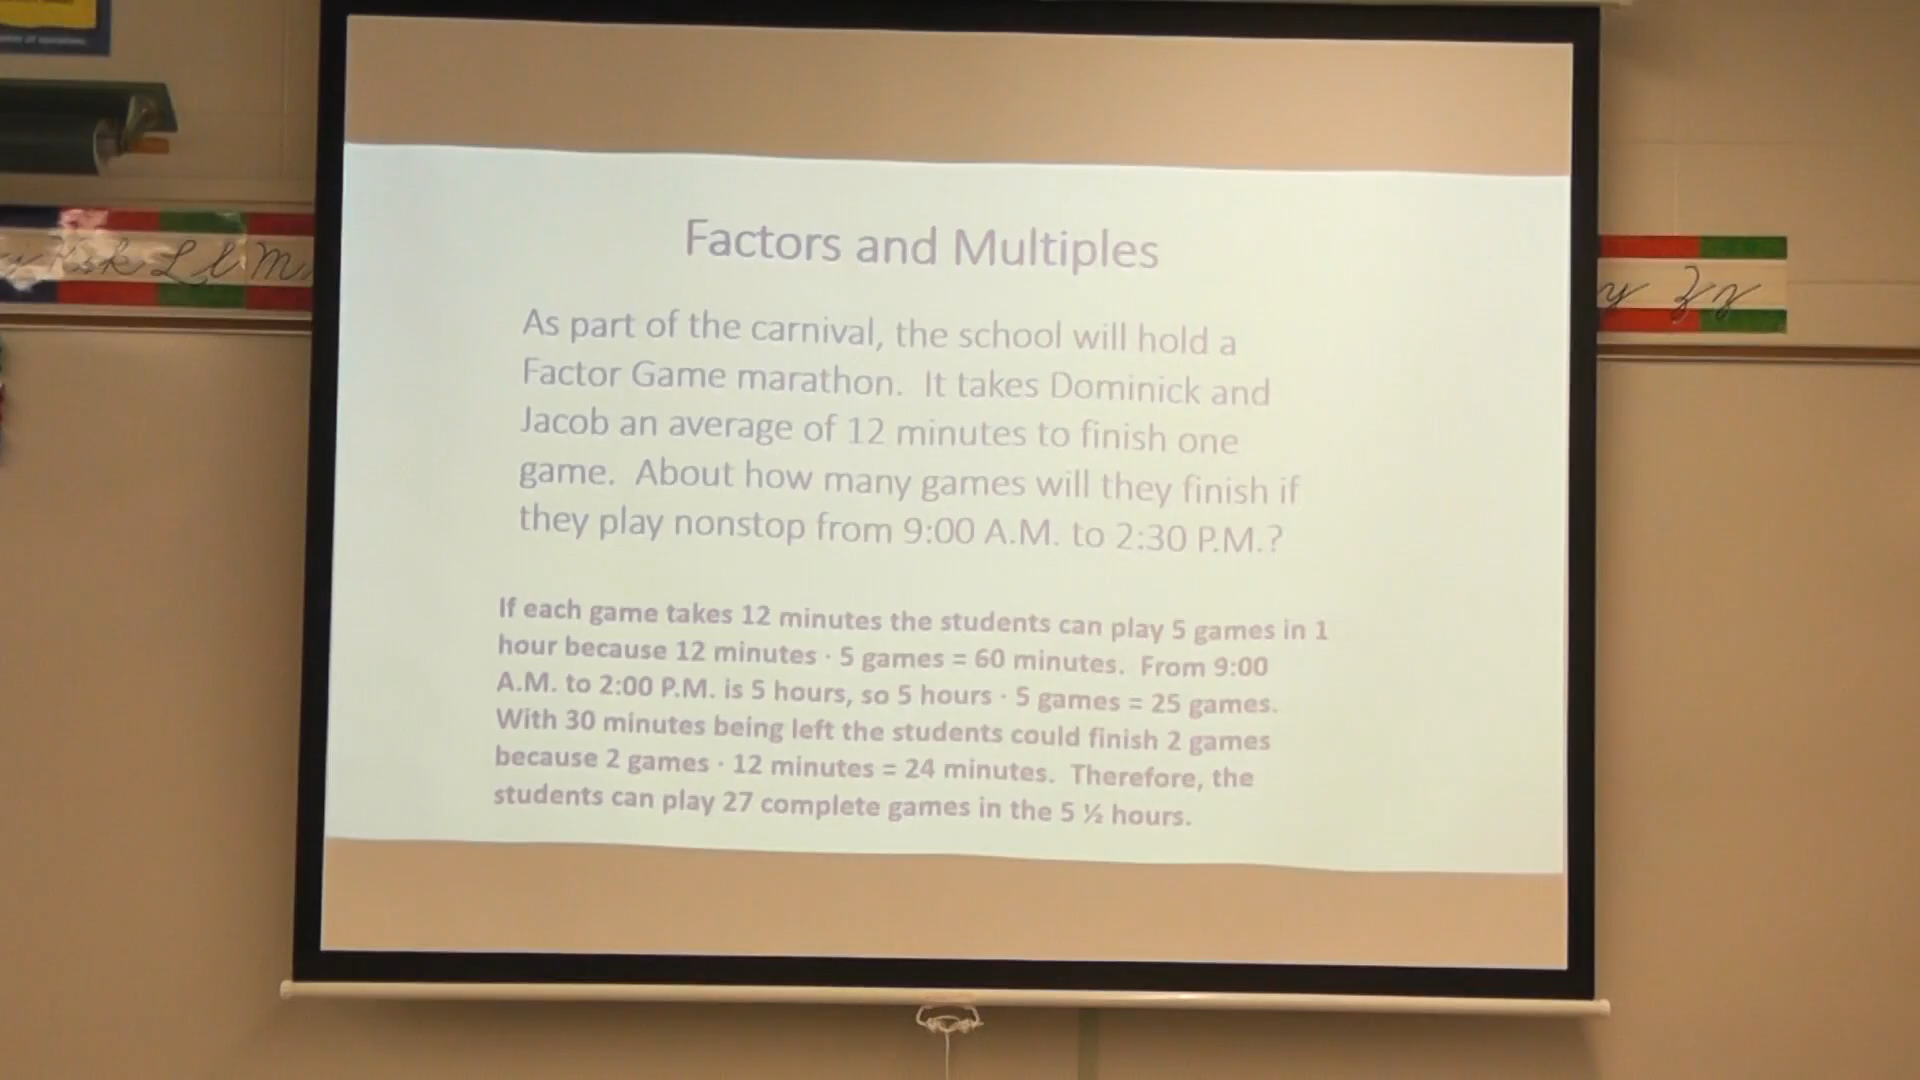 Kk Ll M
y Zz
Factors and Multiples
As part of the carnival, the school will hold a
Factor Game marathon. It takes Dominick and
Jacob an average of 12 minutes to finish one
game. About how many games will they finish if
they play nonstop from 9:00 A.M. to 2:30 P.M.?
If each game takes 12 minutes the students can play 5 games in 1
hour because 12 minutes · 5 games = 60 minutes. From 9:00
A.M. to 2:00 P.M. is 5 hours, so 5 hours · 5 games = 25 games.
With 30 minutes being left the students could finish 2 games
because 2 games · 12 minutes = 24 minutes. Therefore, the
students can play 27 complete games in the 5 ½ hours.